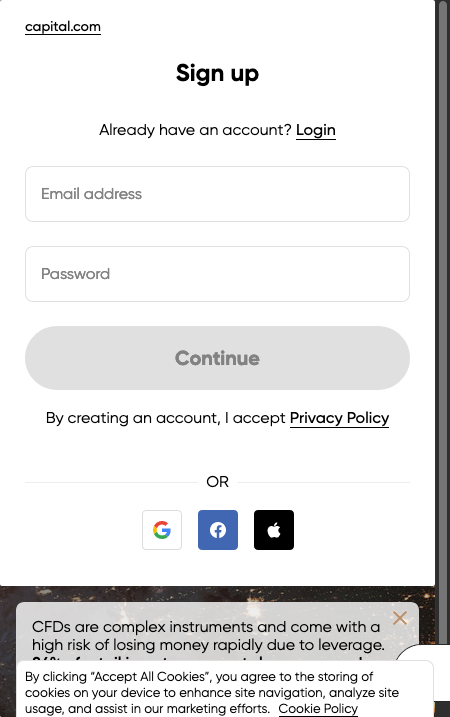 capital.com
Sign up
Already have an account? Login
Email address
Password
Continue
By creating an account, I accept Privacy Policy
OR
CFDs are complex instruments and come with a
high risk of losing money rapidly due to leverage.
By clicking “Accept All Cookies”, you agree to the storing of
cookies on your device to enhance site navigation, analyze site
usage, and assist in our marketing efforts. Cookie Policy